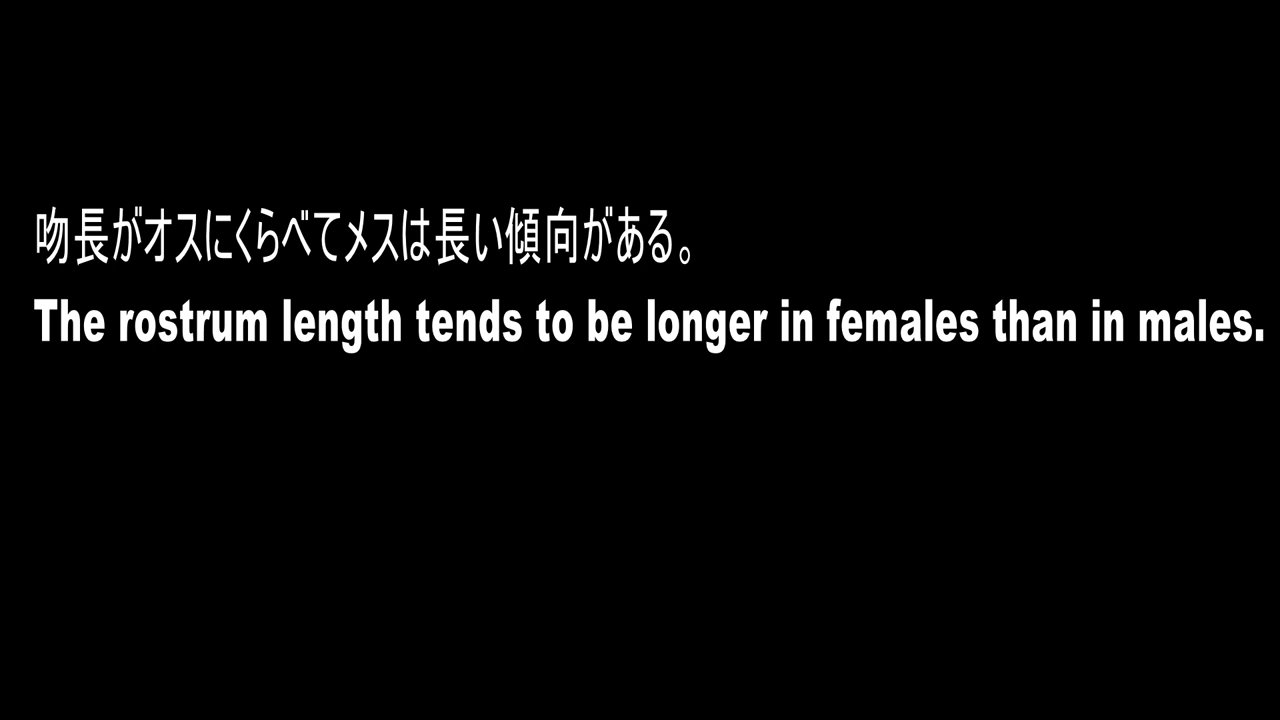 吻長がオスにくらべてメスは長い傾向がある。
The rostrum length tends to be longer in females than in males.